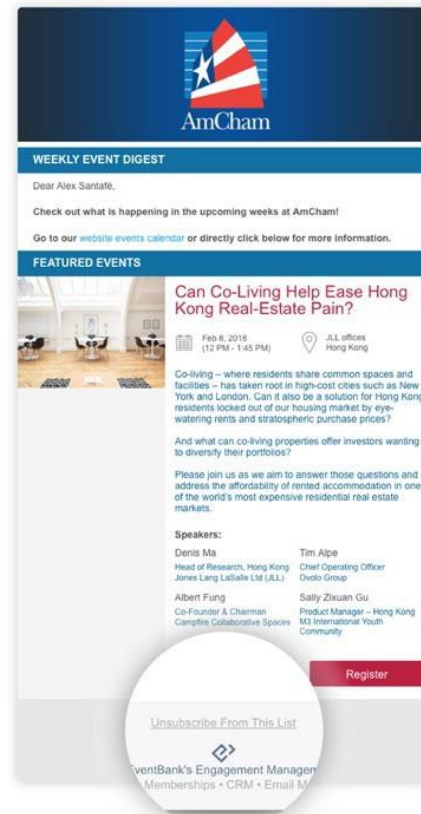 AmCham
WEEKLY EVENT DIGEST
Dear Alex Santafé,
Check out what is happening in the upcoming weeks at AmCham!
Go to our website events calendar or directly click below for more information.
FEATURED EVENTS
Can Co-Living Help Ease Hong
Kong Real-Estate Pain?
Feb 8, 2018
(12 PM - 1:45 PM)
JLL offices
Hong Kong
Co-living – where residents share common spaces and
facilities – has taken root in high-cost cities such as New
York and London. Can it also be a solution for Hong Kong
residents locked out of our housing market by eye-
watering rents and stratospheric purchase prices?
And what can co-living properties offer investors wanting
to diversify their portfolios?
Please join us as we aim to answer those questions and
address the affordability of rented accommodation in one
of the world's most expensive residential real estate
markets.
Speakers:
Denis Ma
Head of Research, Hong Kong
Jones Lang LaSalle Ltd (JLL)
Tim Alpe
Chief Operating Officer
Ovolo Group
Albert Fung
Co-Founder & Chairman
Campfire Collaborative Spaces
Sally Zixuan Gu
Product Manager – Hong Kong
M3 International Youth
Community
Register
Unsubscribe From This List
ventBank's Engagement Managem
Memberships • CRM • Email M